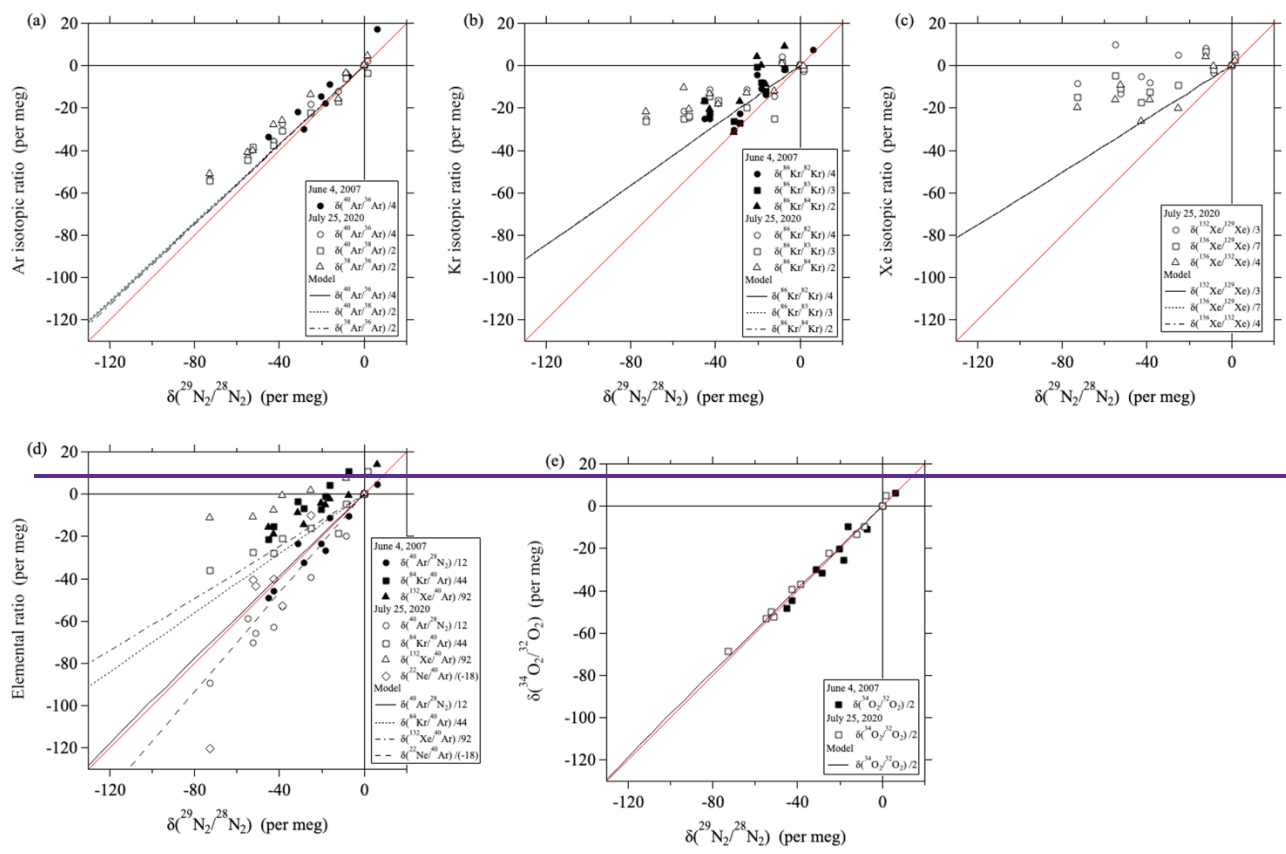 (a)
20
0
-20
-40
-60
-80
-100
-120
Ar isotopic ratio (per meg)
-120 -80 -40 0
δ(²⁹N₂/²⁸N₂) (per meg)
June 4, 2007
δ(⁴⁰Ar/³⁶Ar) /4
July 25, 2020
δ(⁴⁰Ar/³⁶Ar) /4
δ(⁴⁰Ar/³⁸Ar) /2
δ(³⁸Ar/³⁶Ar) /2
Model
δ(⁴⁰Ar/³⁶Ar) /4
δ(⁴⁰Ar/³⁸Ar) /2
δ(³⁸Ar/³⁶Ar) /2
(b)
20
0
-20
-40
-60
-80
-100
-120
Kr isotopic ratio (per meg)
-120 -80 -40 0
δ(²⁹N₂/²⁸N₂) (per meg)
June 4, 2007
δ(⁸⁶Kr/⁸²Kr) /4
δ(⁸⁶Kr/⁸³Kr) /3
δ(⁸⁶Kr/⁸⁴Kr) /2
July 25, 2020
δ(⁸⁶Kr/⁸²Kr) /4
δ(⁸⁶Kr/⁸³Kr) /3
δ(⁸⁶Kr/⁸⁴Kr) /2
Model
δ(⁸⁶Kr/⁸²Kr) /4
δ(⁸⁶Kr/⁸³Kr) /3
δ(⁸⁶Kr/⁸⁴Kr) /2
(c)
20
0
-20
-40
-60
-80
-100
-120
Xe isotopic ratio (per meg)
-120 -80 -40 0
δ(²⁹N₂/²⁸N₂) (per meg)
July 25, 2020
δ(¹³²Xe/¹²⁹Xe) /3
δ(¹³⁶Xe/¹²⁹Xe) /7
δ(¹³⁶Xe/¹³²Xe) /4
Model
δ(¹³²Xe/¹²⁹Xe) /3
δ(¹³⁶Xe/¹²⁹Xe) /7
δ(¹³⁶Xe/¹³²Xe) /4
(d)
20
0
-20
-40
-60
-80
-100
-120
Elemental ratio (per meg)
-120 -80 -40 0
δ(²⁹N₂/²⁸N₂) (per meg)
June 4, 2007
δ(⁴⁰Ar/²⁸N₂) /12
δ(⁸⁴Kr/⁴⁰Ar) /44
δ(¹³²Xe/⁴⁰Ar) /92
July 25, 2020
δ(⁴⁰Ar/²⁸N₂) /12
δ(⁸⁴Kr/⁴⁰Ar) /44
δ(¹³²Xe/⁴⁰Ar) /92
δ(²²Ne/⁴⁰Ar) /(-18)
Model
δ(⁴⁰Ar/²⁸N₂) /12
δ(⁸⁴Kr/⁴⁰Ar) /44
δ(¹³²Xe/⁴⁰Ar) /92
δ(²²Ne/⁴⁰Ar) /(-18)
(e)
20
0
-20
-40
-60
-80
-100
-120
δ(³⁴O₂/³²O₂) (per meg)
-120 -80 -40 0
δ(²⁹N₂/²⁸N₂) (per meg)
June 4, 2007
δ(³⁴O₂/³²O₂) /2
July 25, 2020
δ(³⁴O₂/³²O₂) /2
Model
δ(³⁴O₂/³²O₂) /2